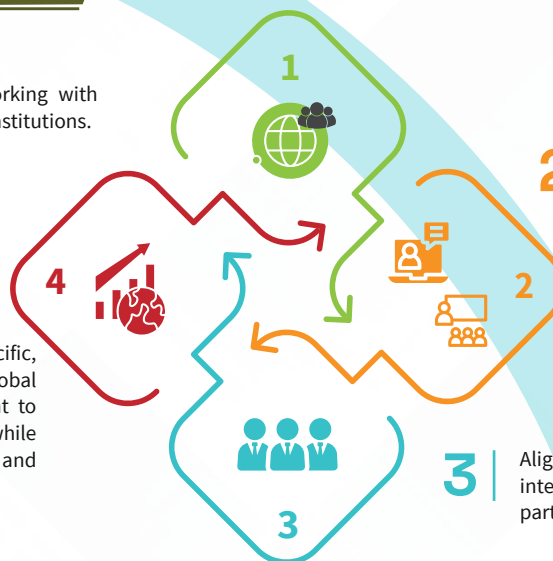 1
rking with
nstitutions.
2
4
2
cific,
obal
t to
while
and
3
Alig
inte
part
3